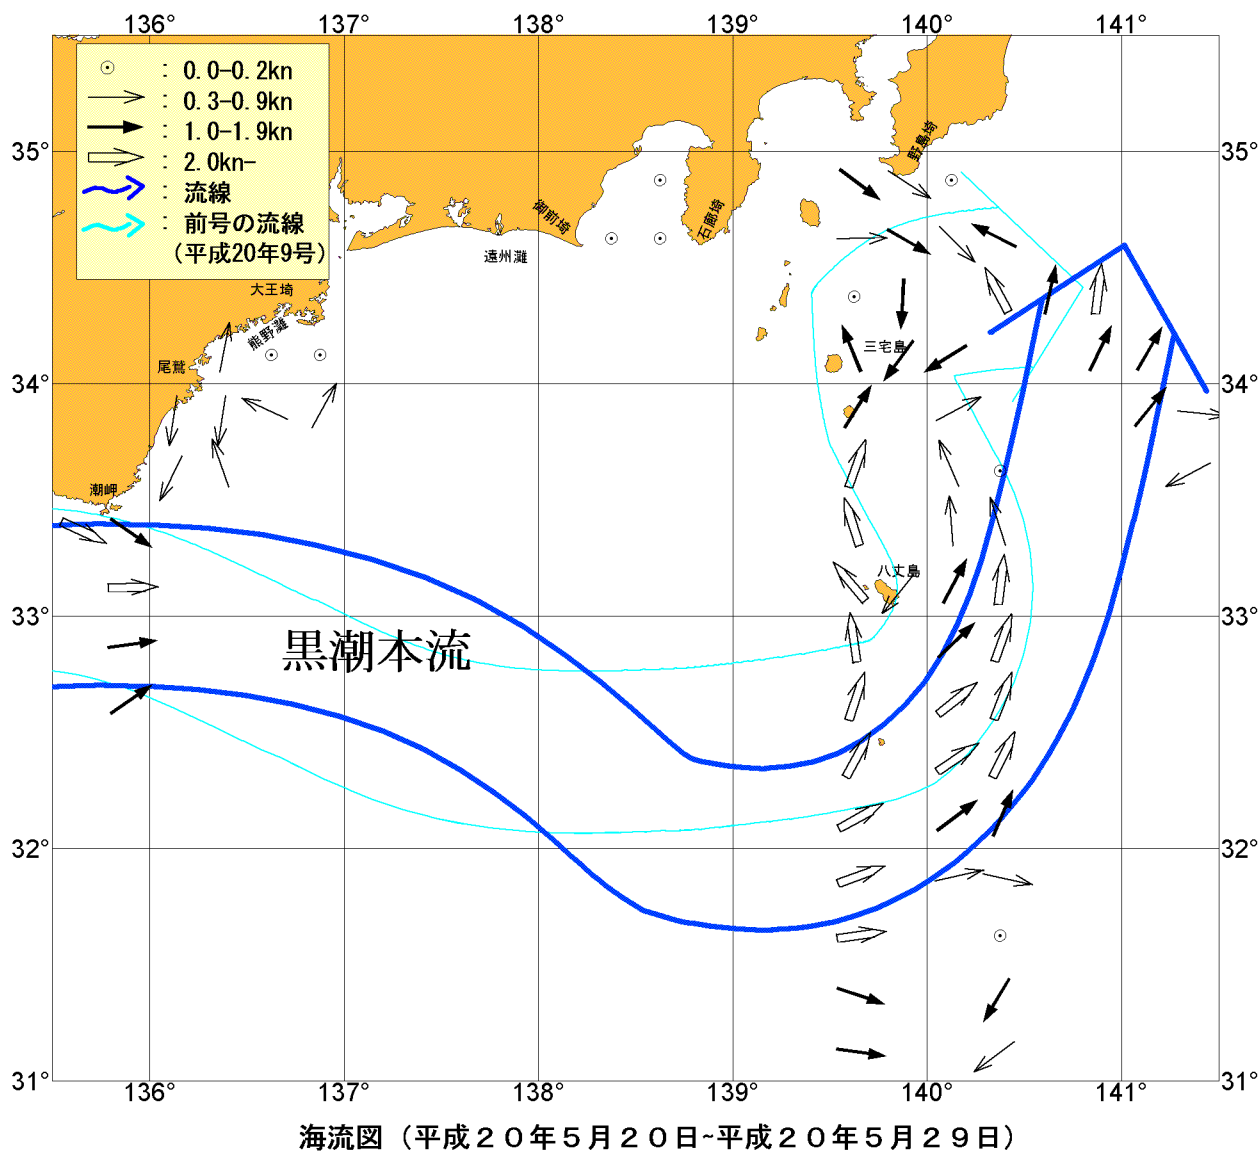 136° 137° 138° 139° 140° 141°
: 0.0-0.2kn
: 0.3-0.9kn
: 1.0-1.9kn
: 2.0kn-
: 流線
: 前号の流線
(平成20年9号)
35° 35°
野島埼
御前埼
石廊埼
遠州灘
大王埼
熊野灘
三宅島
尾鷲
34° 34°
潮岬
八丈島
33° 33°
黒潮本流
32° 32°
31° 31°
136° 137° 138° 139° 140° 141°
海流図（平成２０年５月２０日~平成２０年５月２９日）